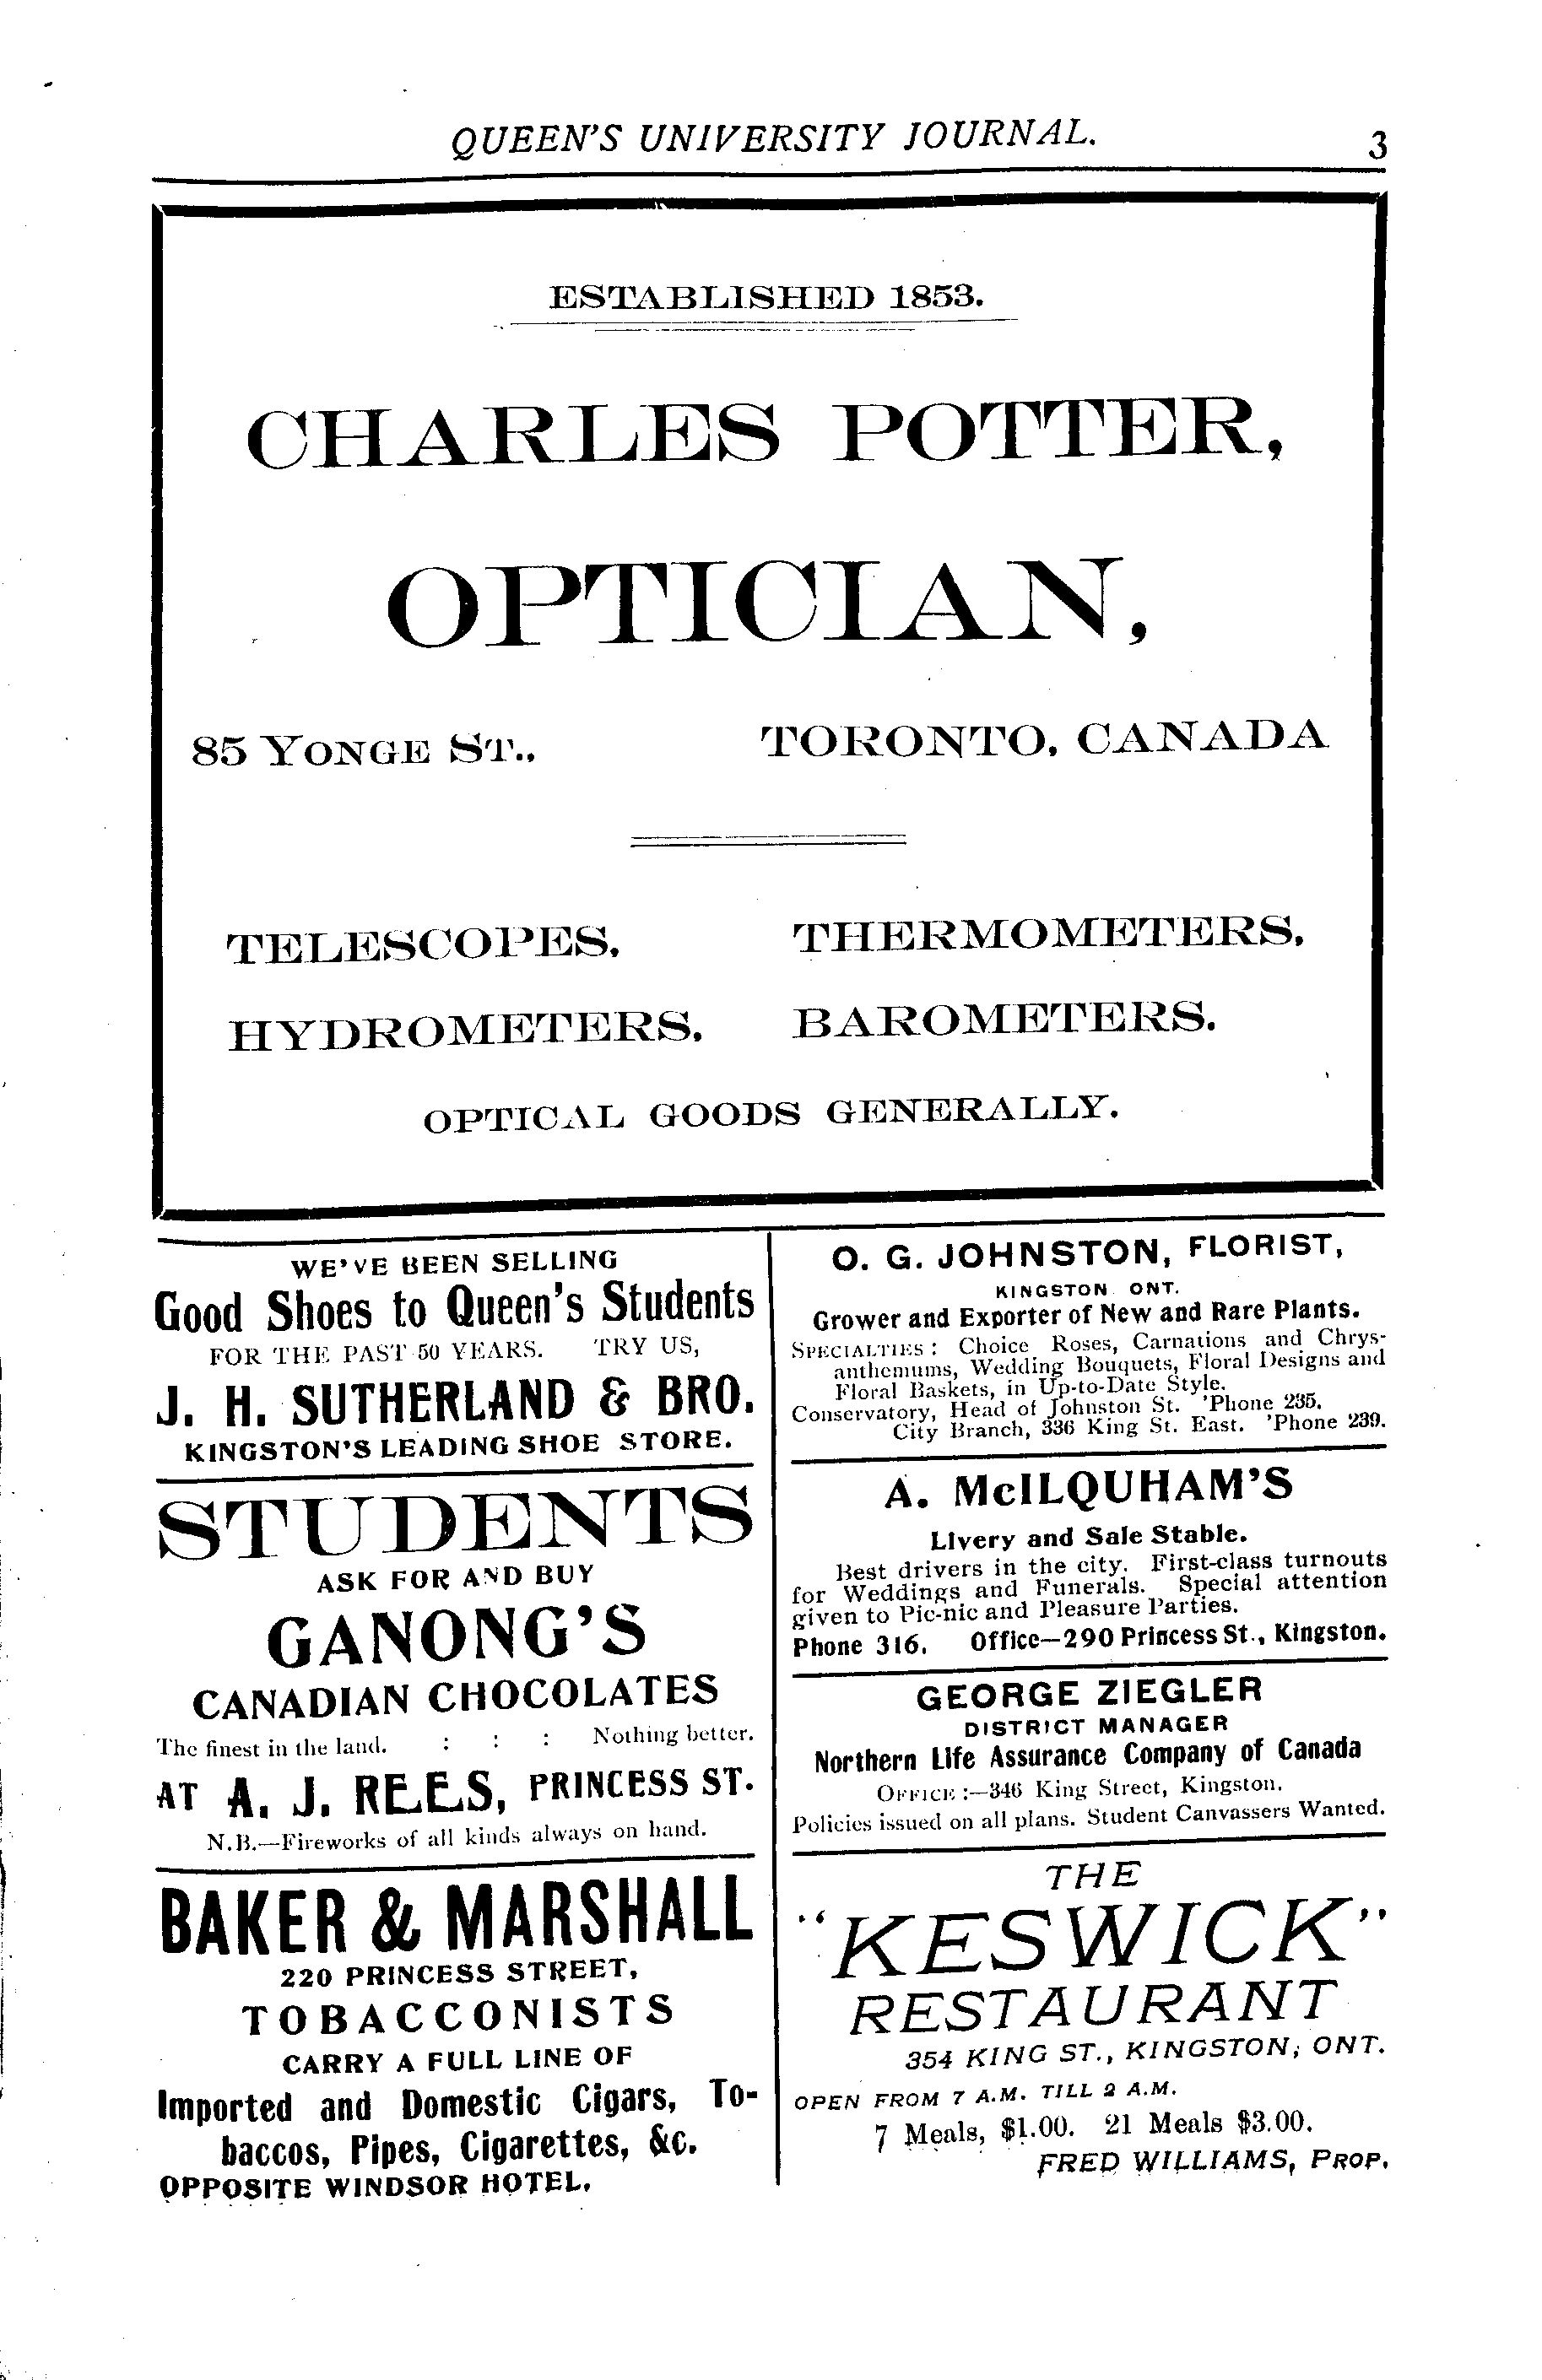 QUEEN'S UNIVERSITY JOURNAL. 3
ESTABLISHED 1853.
CHARLES POTTER,
OPTICIAN,
85 YONGE ST., TORONTO, CANADA
TELESCOPES. THERMOMETERS.
HYDROMETERS. BAROMETERS.
OPTICAL GOODS GENERALLY.
WE'VE BEEN SELLING
Good Shoes to Queen's Students
FOR THE PAST 50 YEARS. TRY US,
J. H. SUTHERLAND & BRO.
KINGSTON'S LEADING SHOE STORE.
STUDENTS
ASK FOR AND BUY
GANONG'S
CANADIAN CHOCOLATES
The finest in the land. : : : Nothing better.
AT A. J. REES, PRINCESS ST.
N.B.—Fireworks of all kinds always on hand.
BAKER & MARSHALL
220 PRINCESS STREET,
TOBACCONISTS
CARRY A FULL LINE OF
Imported and Domestic Cigars, To-
baccos, Pipes, Cigarettes, &c.
OPPOSITE WINDSOR HOTEL.
O. G. JOHNSTON, FLORIST,
KINGSTON ONT.
Grower and Exporter of New and Rare Plants.
SPECIALTIES : Choice Roses, Carnations and Chrys-
anthemums, Wedding Bouquets, Floral Designs and
Floral Baskets, in Up-to-Date Style.
Conservatory, Head of Johnston St. 'Phone 235.
City Branch, 336 King St. East. 'Phone 239.
A. McILQUHAM'S
Livery and Sale Stable.
Best drivers in the city. First-class turnouts
for Weddings and Funerals. Special attention
given to Pic-nic and Pleasure Parties.
Phone 316. Office—290 Princess St., Kingston.
GEORGE ZIEGLER
DISTRICT MANAGER
Northern Life Assurance Company of Canada
OFFICE :—346 King Street, Kingston.
Policies issued on all plans. Student Canvassers Wanted.
THE
"KESWICK"
RESTAURANT
354 KING ST., KINGSTON, ONT.
OPEN FROM 7 A.M. TILL 2 A.M.
7 Meals, $1.00. 21 Meals $3.00.
FRED WILLIAMS, PROP.